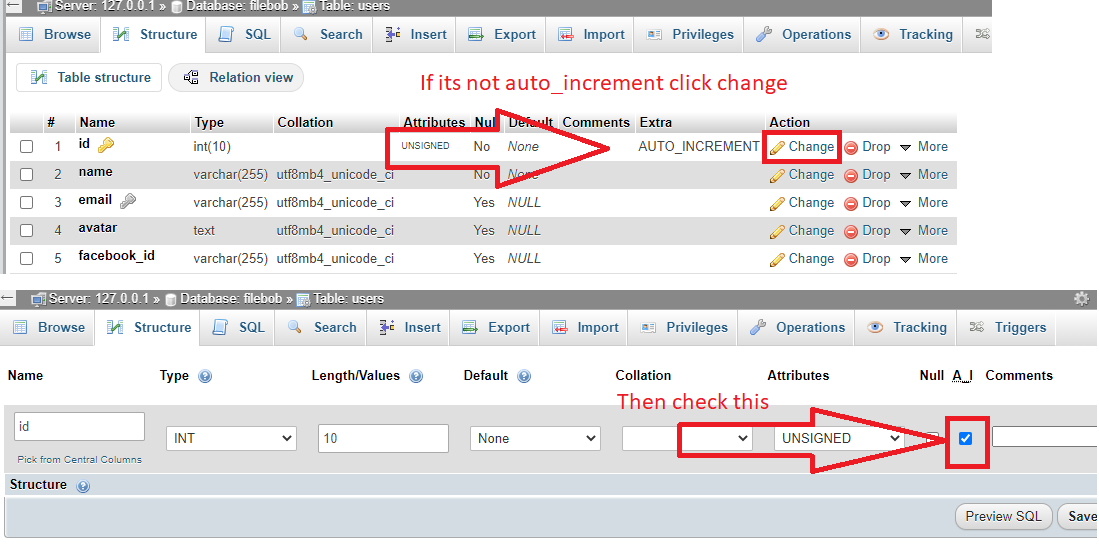 Server: 127.0.0.1 » Database: filebob » Table: users
Browse Structure SQL Search Insert Export Import Privileges Operations Tracking
Table structure Relation view
If its not auto_increment click change
# Name Type Collation Attributes Nul Default Comments Extra Action
1 id int(10) UNSIGNED No None AUTO_INCREMENT Change Drop More
2 name varchar(255) utf8mb4_unicode_ci No None Change Drop More
3 email varchar(255) utf8mb4_unicode_ci Yes NULL Change Drop More
4 avatar text utf8mb4_unicode_ci Yes NULL Change Drop More
5 facebook_id varchar(255) utf8mb4_unicode_ci Yes NULL Change Drop More
Server: 127.0.0.1 » Database: filebob » Table: users
Browse Structure SQL Search Insert Export Import Privileges Operations Tracking Triggers
Name Type Length/Values Default Collation Attributes Null A_I Comments
Then check this
id INT 10 None UNSIGNED
Pick from Central Columns
Structure
Preview SQL Save